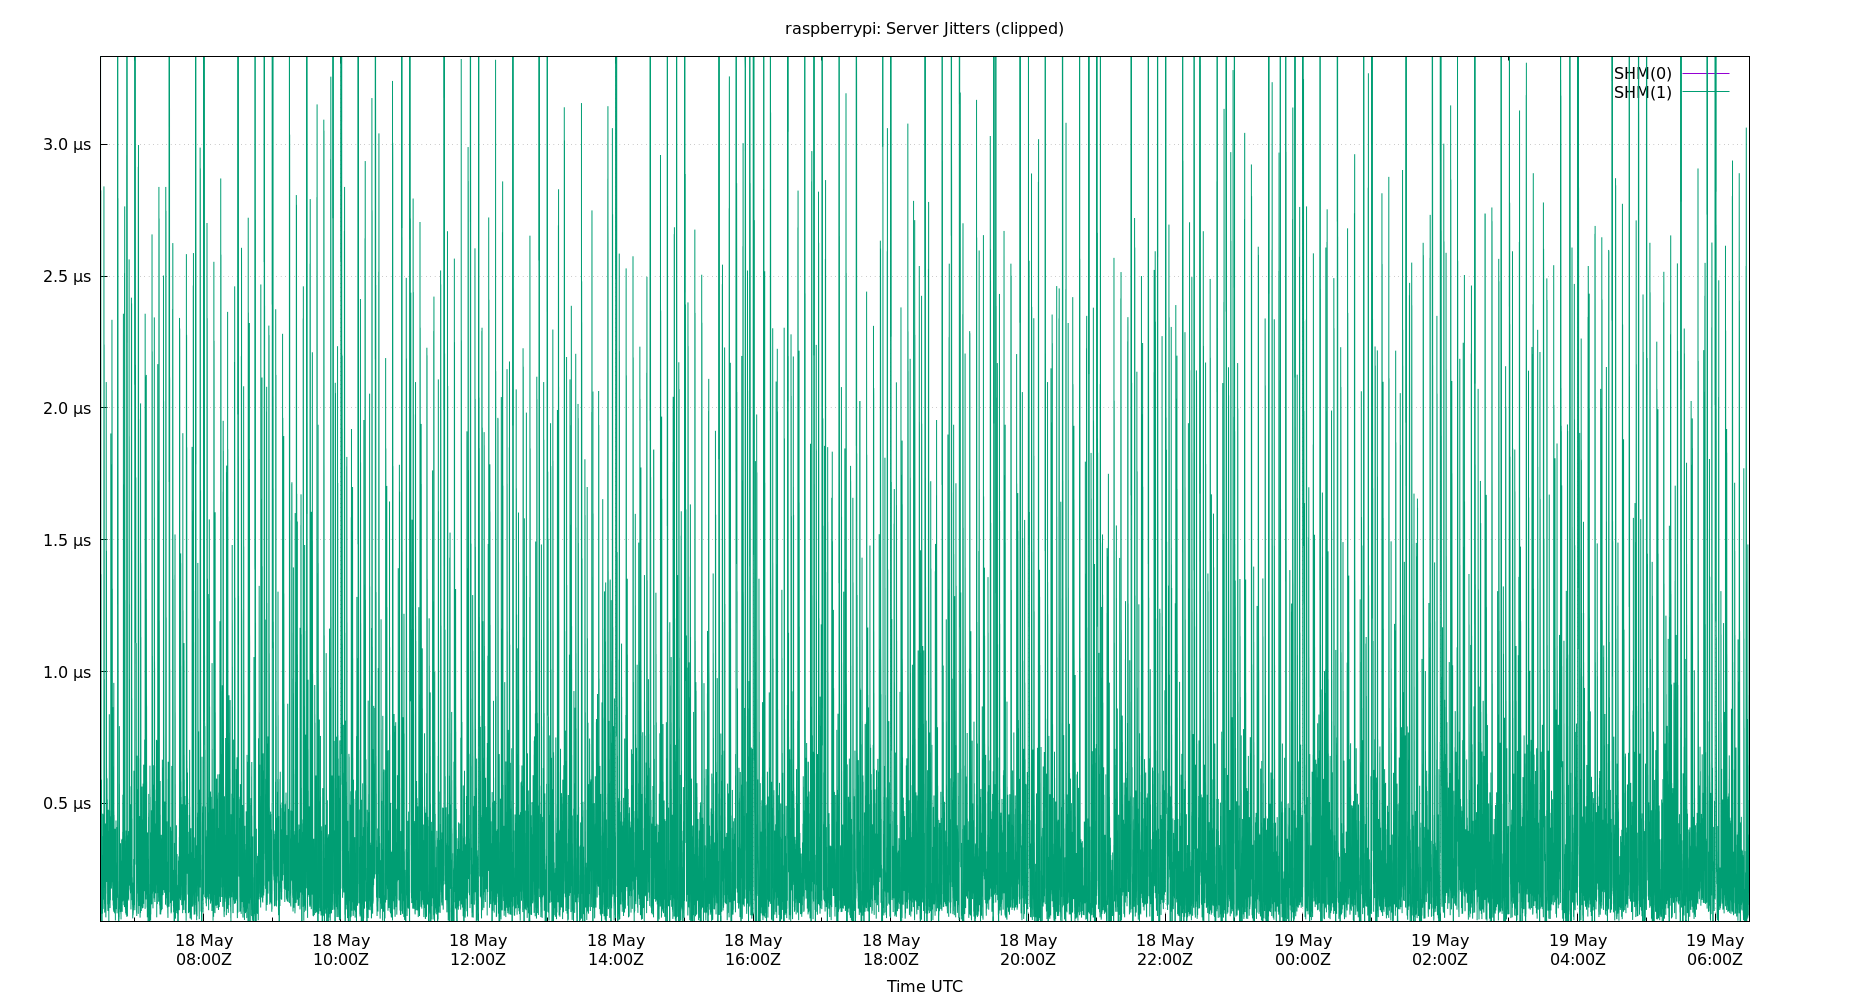 raspberrypi: Server Jitters (clipped)
SHM(0)
SHM(1)
3.0 µs
2.5 µs
2.0 µs
1.5 µs
1.0 µs
0.5 µs
18 May 18 May 18 May 18 May 18 May 18 May 18 May 18 May 19 May 19 May 19 May 19 May
08:00Z 10:00Z 12:00Z 14:00Z 16:00Z 18:00Z 20:00Z 22:00Z 00:00Z 02:00Z 04:00Z 06:00Z
Time UTC